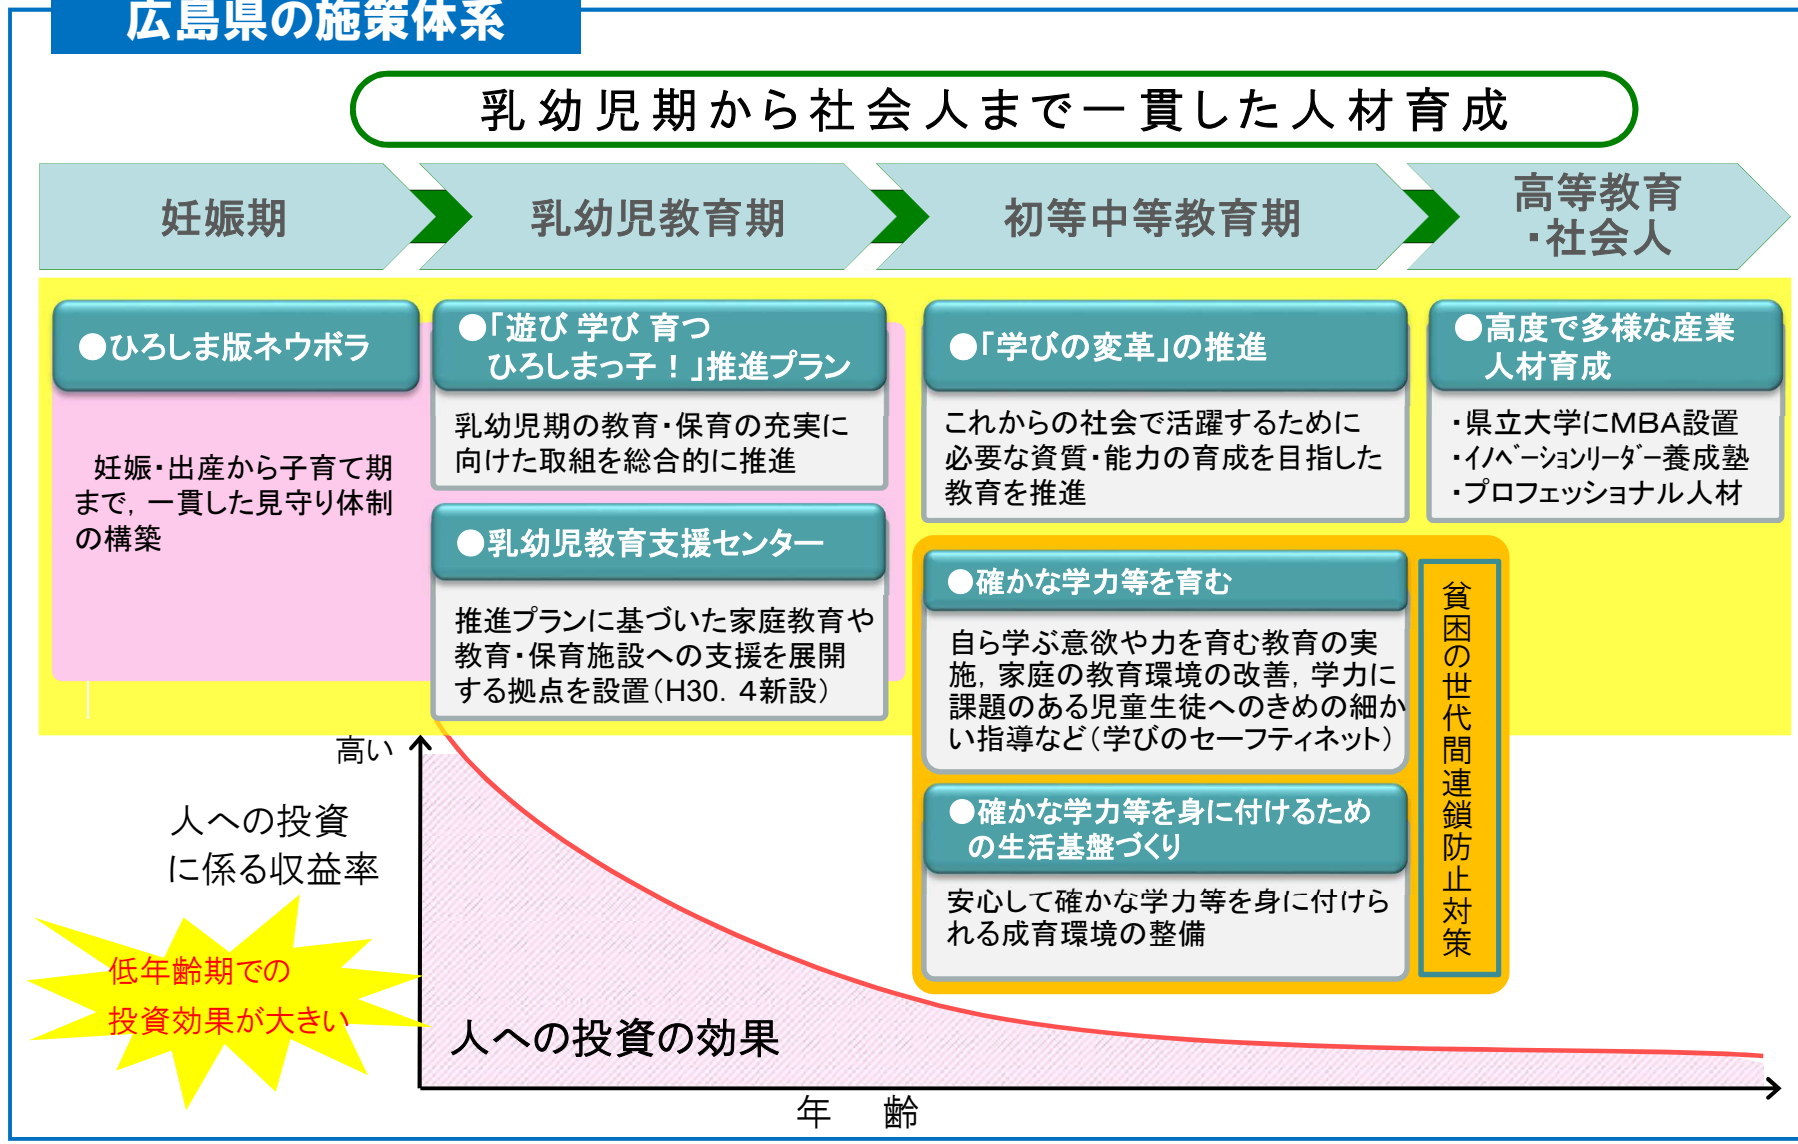 広島県の施策体系
乳幼児期から社会人まで一貫した人材育成
妊娠期
乳幼児教育期
初等中等教育期
高等教育
・社会人
●ひろしま版ネウボラ
妊娠・出産から子育て期
まで，一貫した見守り体制
の構築
●「遊び 学び 育つ
ひろしまっ子！」推進プラン
乳幼児期の教育・保育の充実に
向けた取組を総合的に推進
●乳幼児教育支援センター
推進プランに基づいた家庭教育や
教育・保育施設への支援を展開
する拠点を設置（H30．4新設）
●「学びの変革」の推進
これからの社会で活躍するために
必要な資質・能力の育成を目指した
教育を推進
●確かな学力等を育む
自ら学ぶ意欲や力を育む教育の実
施，家庭の教育環境の改善，学力に
課題のある児童生徒へのきめの細か
い指導など（学びのセーフティネット）
●確かな学力等を身に付けるため
の生活基盤づくり
安心して確かな学力等を身に付けら
れる成育環境の整備
貧困の世代間連鎖防止対策
●高度で多様な産業
人材育成
・県立大学にＭＢＡ設置
・ｲﾉﾍﾞｰｼｮﾝﾘｰﾀﾞｰ養成塾
・プロフェッショナル人材
高い
人への投資
に係る収益率
低年齢期での
投資効果が大きい
人への投資の効果
年　齢